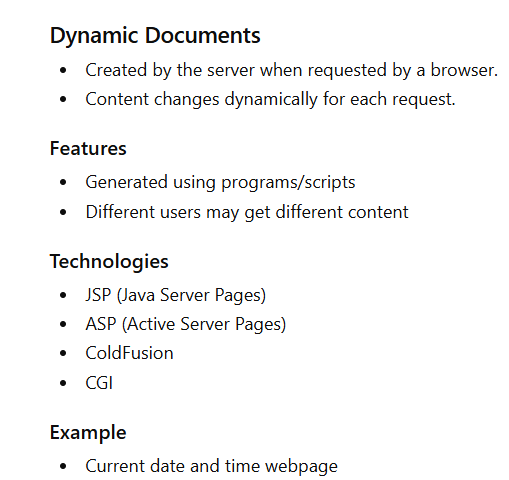 Dynamic Documents
• Created by the server when requested by a browser.
• Content changes dynamically for each request.
Features
• Generated using programs/scripts
• Different users may get different content
Technologies
• JSP (Java Server Pages)
• ASP (Active Server Pages)
• ColdFusion
• CGI
Example
• Current date and time webpage